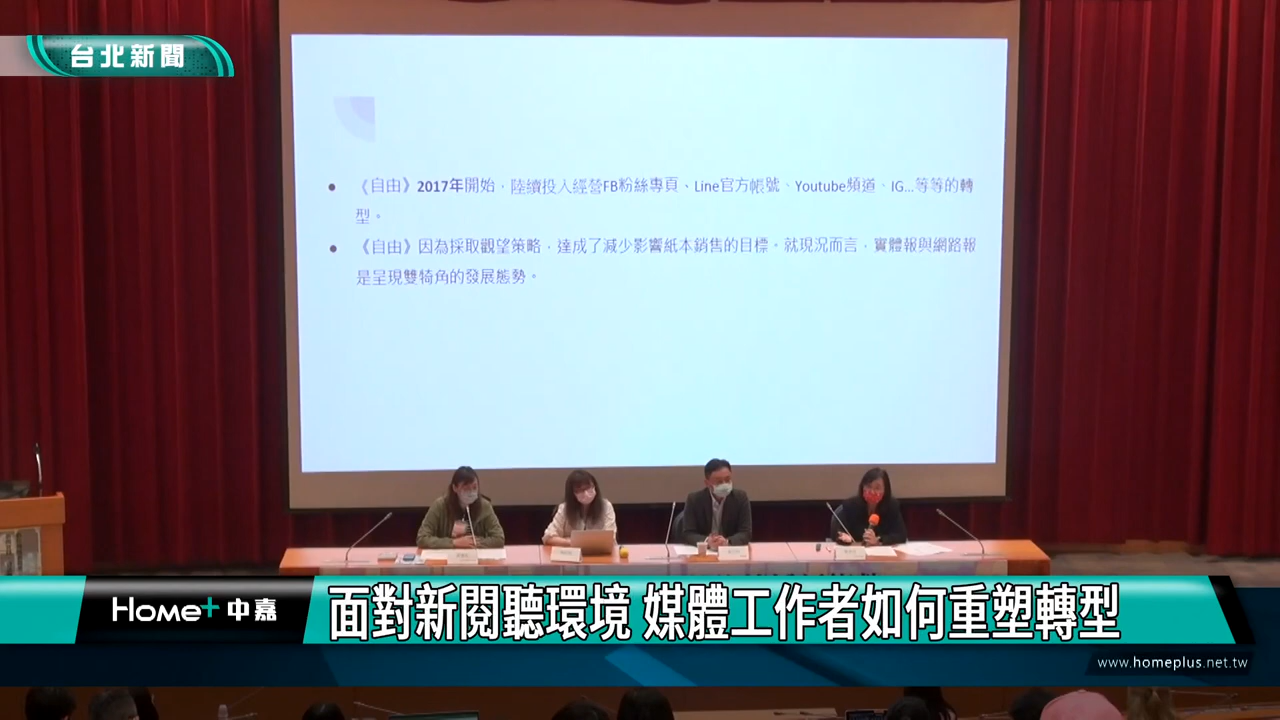 台北新聞
《自由》2017年開始，陸續投入經營FB粉絲專頁、Line官方帳號、Youtube頻道、IG...等等的轉
型。
《自由》因為採取觀望策略，達成了減少影響紙本銷售的目標。就現況而言，實體報與網路報
是呈現雙犄角的發展態勢。
Home+中嘉
面對新閱聽環境 媒體工作者如何重塑轉型
www.homeplus.net.tw